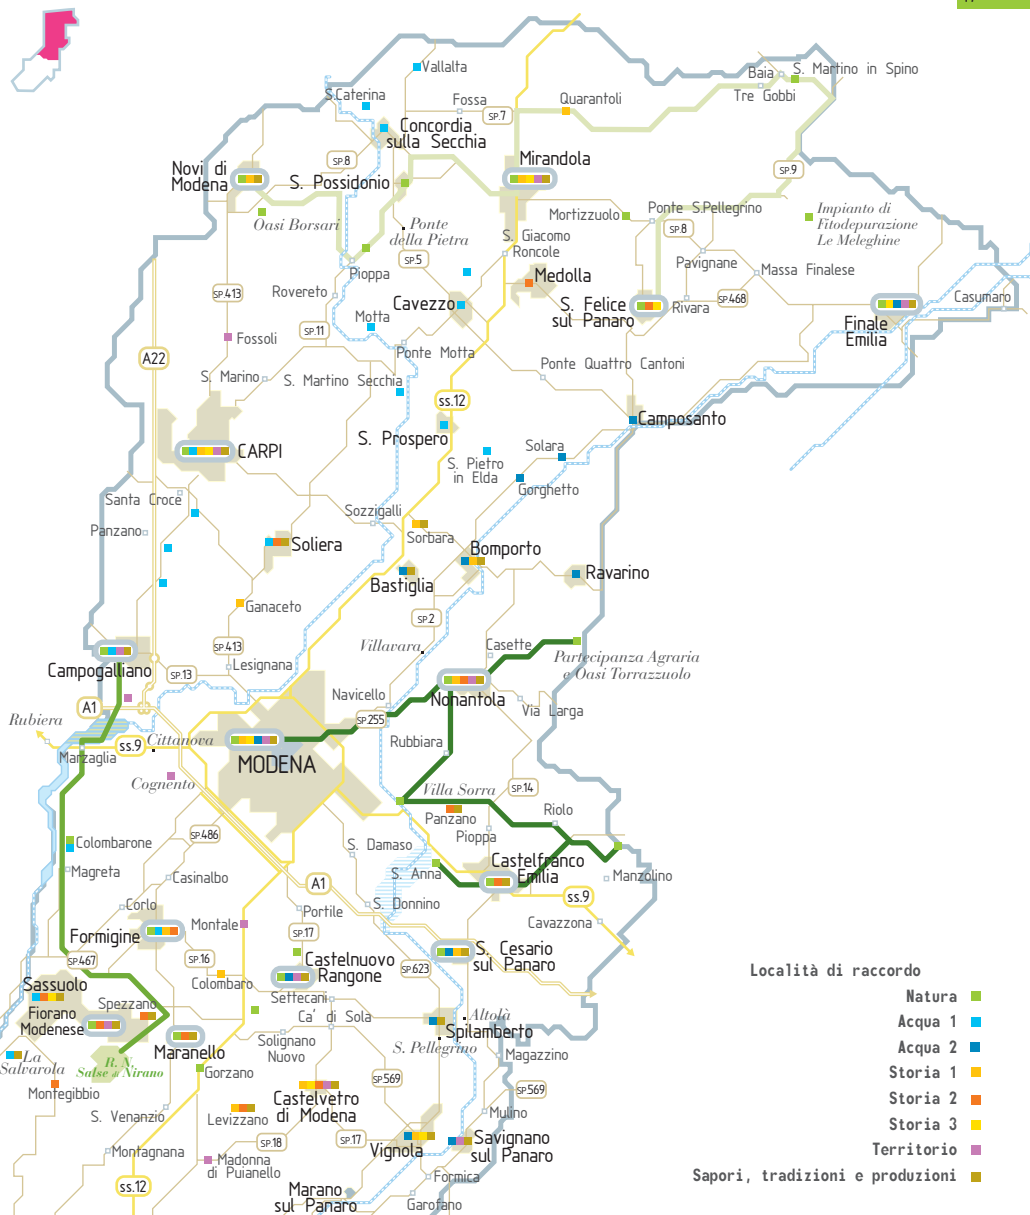 Vallalta
S.Caterina
Fossa
SP.7
Quarantoli
Baia
S. Martino in Spino
Tre Gobbi
Concordia
sulla Secchia
SP.8
Mirandola
SP.9
Novi di
Modena
S. Possidonio
Oasi Borsari
Ponte
della Pietra
Mortizzuolo
Ponte S.Pellegrino
SP.8
Impianto di
Fitodepurazione
Le Meleghine
S. Giacomo
Roncole
SP.5
Pioppa
Pavignane
Massa Finalese
Medolla
Rovereto
SP.413
Cavezzo
S. Felice
sul Panaro
Rivara
SP.468
Casumaro
Finale
Emilia
Motta
SP.11
Fossoli
A22
Ponte Motta
Ponte Quattro Cantoni
S. Marino
S. Martino Secchia
ss.12
Camposanto
S. Prospero
CARPI
Solara
S. Pietro
in Elda
Gorghetto
Santa Croce
Sozzigalli
Panzano
Sorbara
Soliera
Bomporto
Bastiglia
Ravarino
Ganaceto
SP.2
SP.413
Villavara
Casette
Lesignana
Campogalliano
SP.13
Partecipanza Agraria
e Oasi Torrazzuolo
Navicello
Nonantola
A1
SP.255
Via Larga
Rubiera
Cittanova
ss.9
Marzaglia
Rubbiara
MODENA
Cognento
Villa Sorra
SP.14
Riolo
Panzano
Pioppa
SP.486
Colombarone
S. Damaso
Castelfranco
Emilia
Magreta
Casinalbo
S. Anna
Manzolino
A1
ss.9
Corlo
Portile
S. Donnino
Montale
Cavazzona
Formigine
SP.17
S. Cesario
sul Panaro
SP.467
SP.16
Castelnuovo
Rangone
SP.623
Località di raccordo
Colombaro
Sassuolo
Settecani
Natura
Spezzano
Fiorano
Modenese
Ca' di Sola
Altolà
Acqua 1
Spilamberto
Solignano
Nuovo
Maranello
S. Pellegrino
Acqua 2
La
Salvarola
Magazzino
R. N.
Salse di Nirano
Gorzano
Storia 1
SP.569
Montegibbio
SP.569
Castelvetro
di Modena
Storia 2
S. Venanzio
Levizzano
Mulino
Storia 3
SP.18
SP.17
Vignola
Savignano
sul Panaro
Montagnana
Territorio
Madonna
di Puianello
Formica
Sapori, tradizioni e produzioni
ss.12
Marano
sul Panaro
Garofano